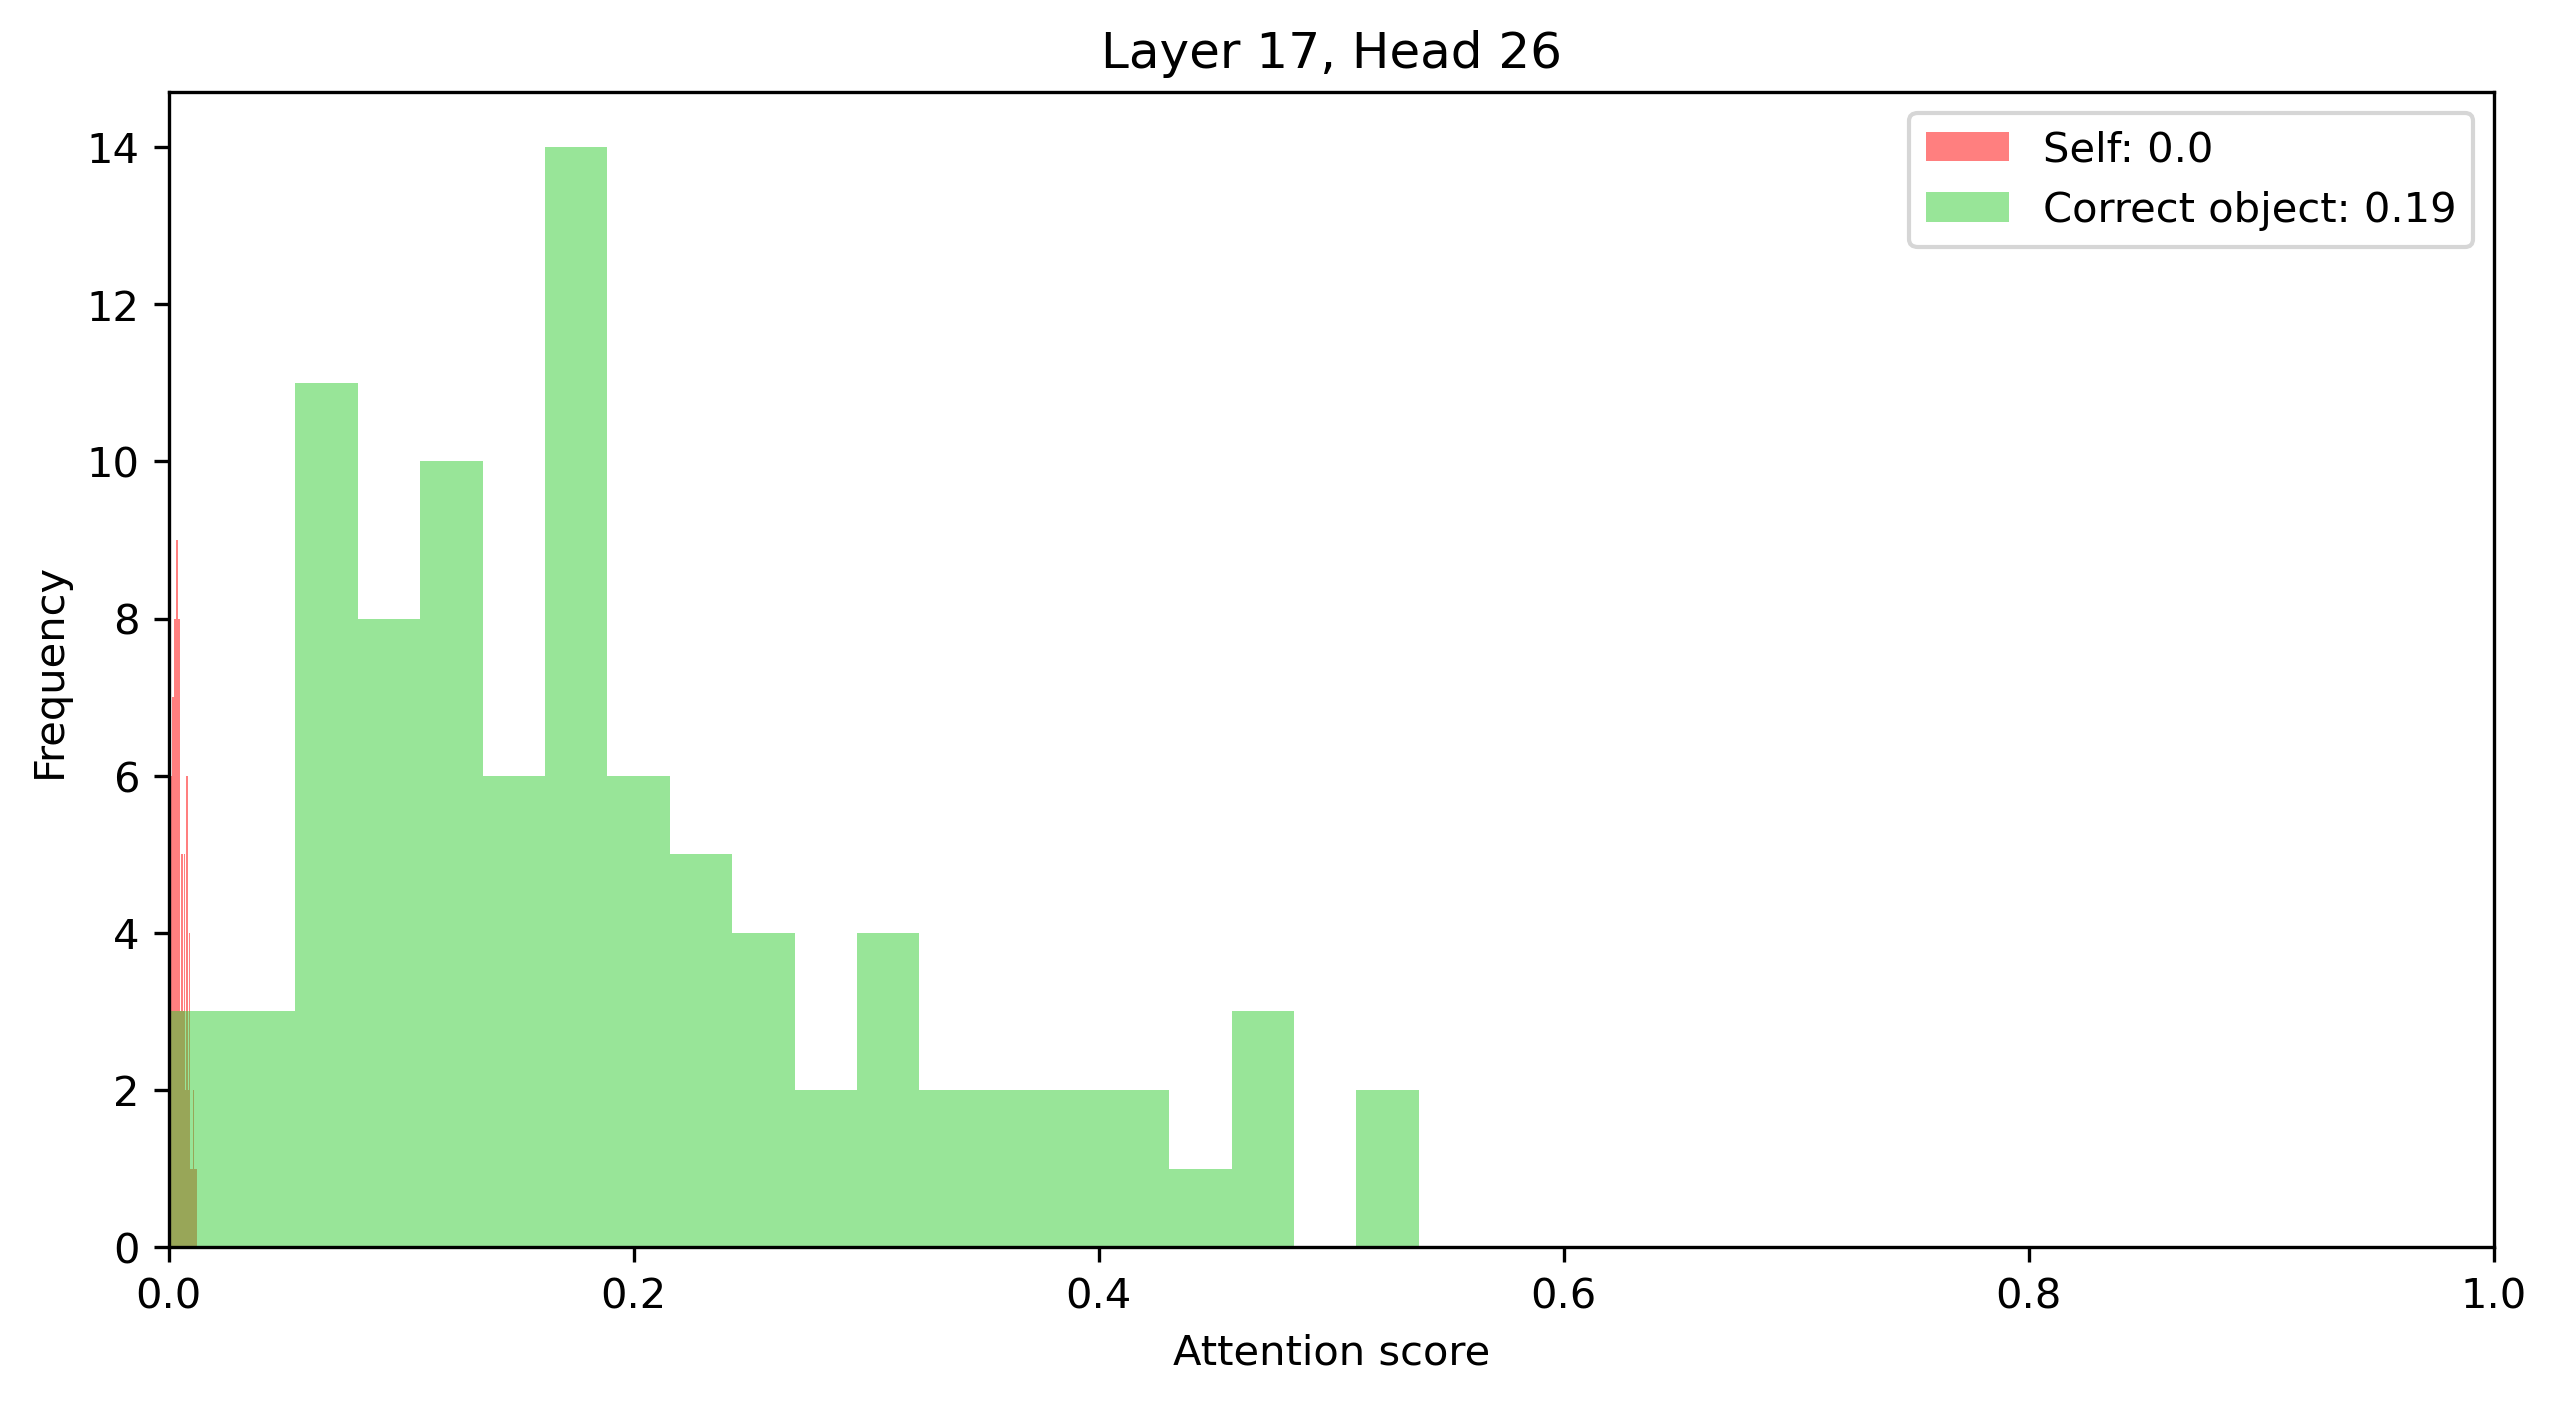 Layer 17, Head 26
Self: 0.0
Correct object: 0.19
14
12
10
8
6
4
2
0
Frequency
0.0 0.2 0.4 0.6 0.8 1.0
Attention score